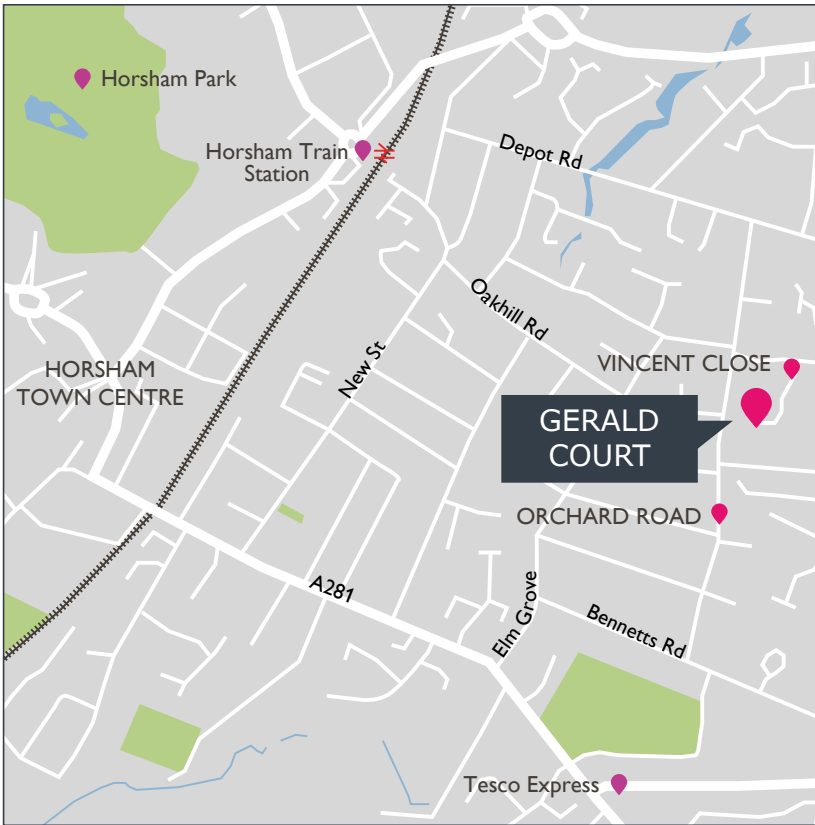 Horsham Park
Horsham Train
Station
Depot Rd
Oakhill Rd
New St
HORSHAM
TOWN CENTRE
VINCENT CLOSE
GERALD
COURT
ORCHARD ROAD
A281
Elm Grove
Bennetts Rd
Tesco Express